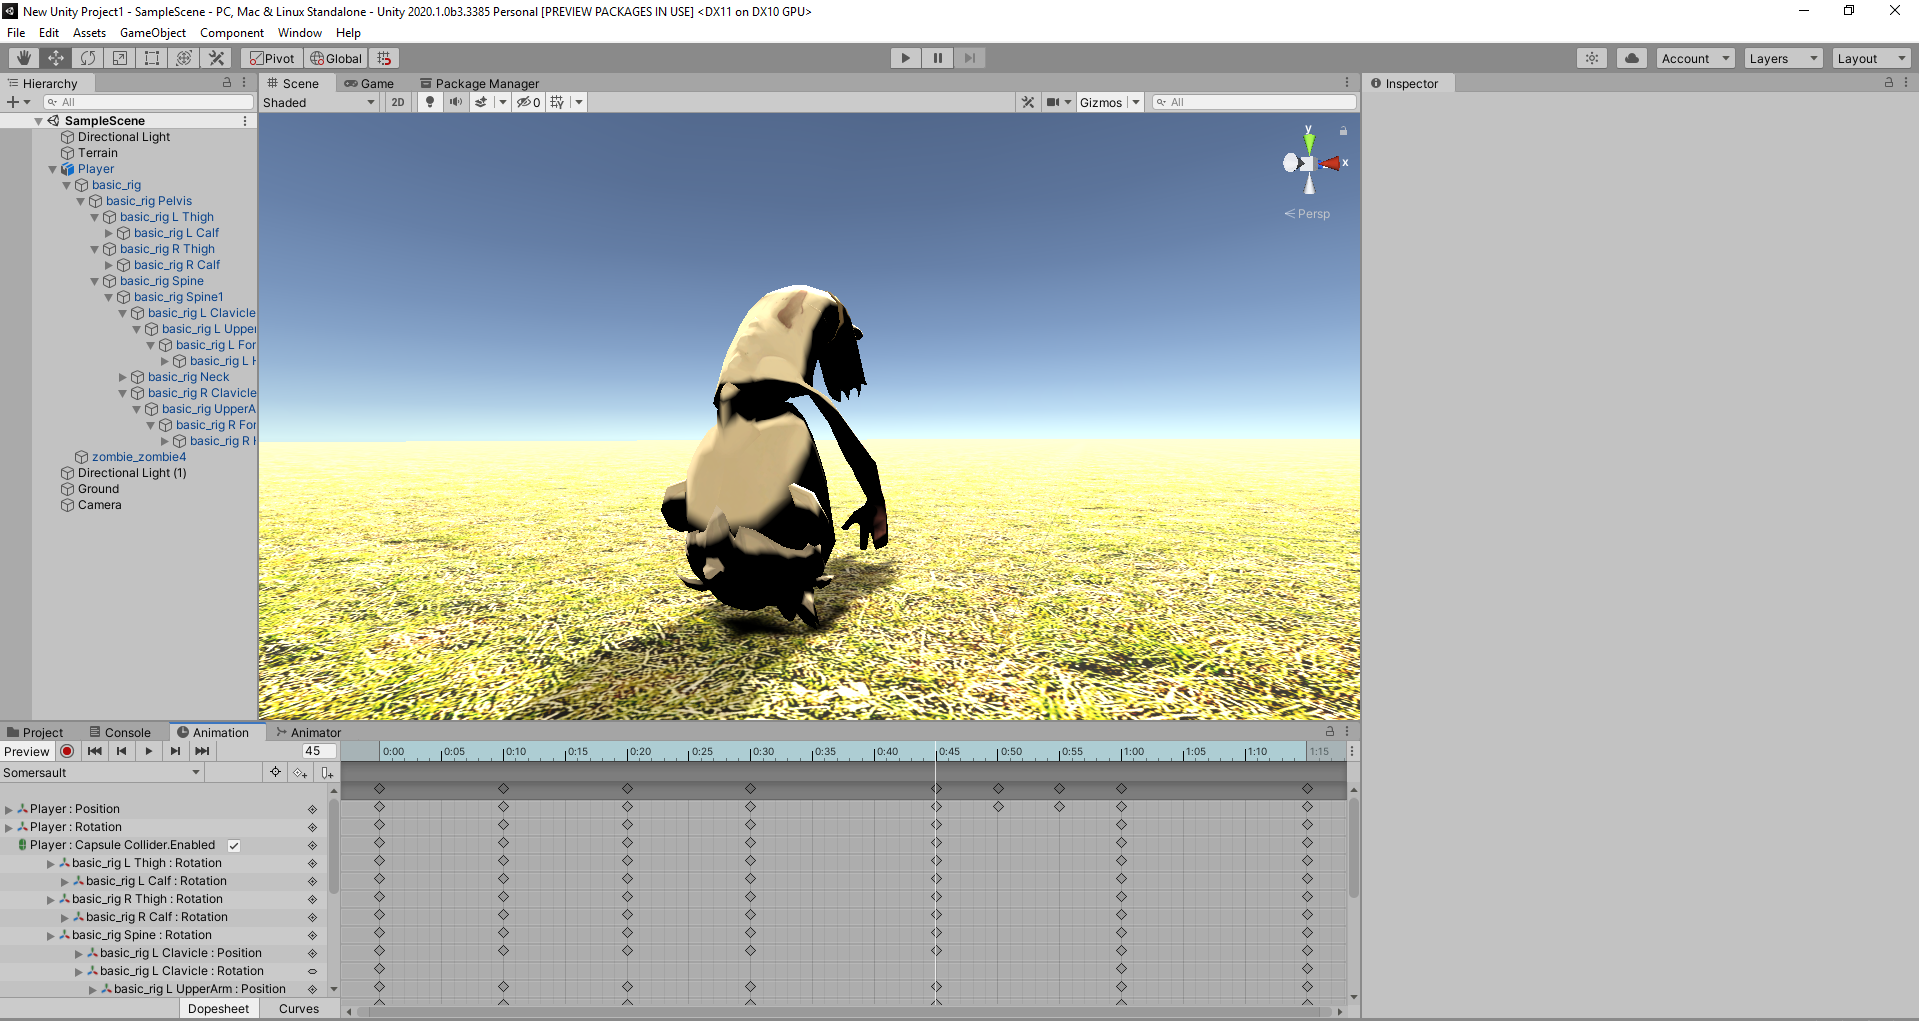 New Unity Project1 - SampleScene - PC, Mac & Linux Standalone - Unity 2020.1.0b3.3385 Personal [PREVIEW PACKAGES IN USE] <DX11 on DX10 GPU>
File Edit Assets GameObject Component Window Help
Pivot Global Account Layers Layout
Hierarchy Scene Game Package Manager Inspector
All Shaded 2D 0 Gizmos All
SampleScene
Directional Light
Terrain
Player
basic_rig
basic_rig Pelvis
basic_rig L Thigh
basic_rig L Calf
basic_rig R Thigh
basic_rig R Calf
basic_rig Spine
basic_rig Spine1
basic_rig L Clavicle
basic_rig L Upper
basic_rig L For
basic_rig L H
basic_rig Neck
basic_rig R Clavicle
basic_rig UpperA
basic_rig R For
basic_rig R H
zombie_zombie4
Directional Light (1)
Ground
Camera
y
x
Persp
Project Console Animation Animator
Preview 45 0:00 0:05 0:10 0:15 0:20 0:25 0:30 0:35 0:40 0:45 0:50 0:55 1:00 1:05 1:10 1:15
Somersault
Player : Position
Player : Rotation
Player : Capsule Collider.Enabled
basic_rig L Thigh : Rotation
basic_rig L Calf : Rotation
basic_rig R Thigh : Rotation
basic_rig R Calf : Rotation
basic_rig Spine : Rotation
basic_rig L Clavicle : Position
basic_rig L Clavicle : Rotation
basic_rig L UpperArm : Position
Dopesheet Curves